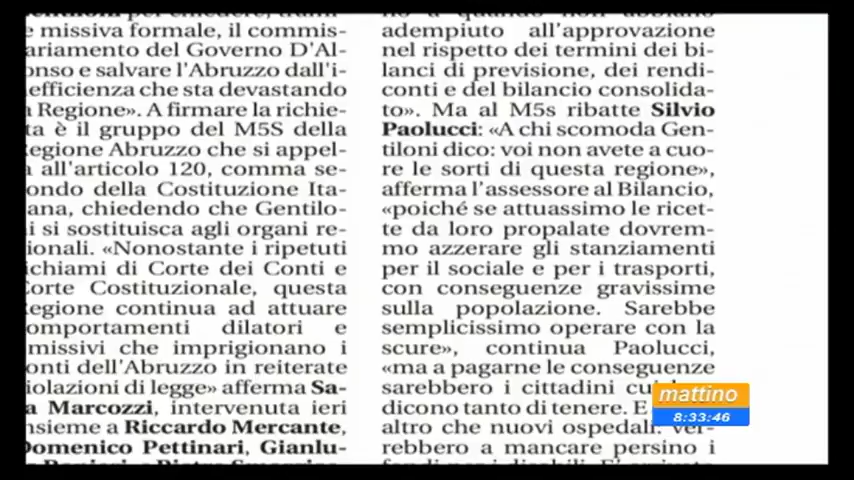 per chiedere, trami-
e missiva formale, il commis-
ariamento del Governo D'Al-
onso e salvare l'Abruzzo dall'i-
efficienza che sta devastando
a Regione». A firmare la richie-
ta è il gruppo del M5S della
egione Abruzzo che si appel-
a all'articolo 120, comma se-
ondo della Costituzione Ita-
ana, chiedendo che Gentilo-
i si sostituisca agli organi re-
ionali. «Nonostante i ripetuti
ichiami di Corte dei Conti e
orte Costituzionale, questa
egione continua ad attuare
omportamenti dilatori e
missivi che imprigionano i
onti dell'Abruzzo in reiterate
iolazioni di legge» afferma Sa-
a Marcozzi, intervenuta ieri
nsieme a Riccardo Mercante,
Domenico Pettinari, Gianlu-
no a quando non abbia
adempiuto all'approvazione
nel rispetto dei termini dei bi-
lanci di previsione, dei rendi-
conti e del bilancio consolida-
to». Ma al M5s ribatte Silvio
Paolucci: «A chi scomoda Gen-
tiloni dico: voi non avete a cuo-
re le sorti di questa regione»,
afferma l'assessore al Bilancio,
«poiché se attuassimo le ricet-
te da loro propalate dovrem-
mo azzerare gli stanziamenti
per il sociale e per i trasporti,
con conseguenze gravissime
sulla popolazione. Sarebbe
semplicissimo operare con la
scure», continua Paolucci,
«ma a pagarne le conseguenze
sarebbero i cittadini cui
dicono tanto di tenere. E
altro che nuovi ospedali. ver-
rebbero a mancare persino i
mattino
8:33:46